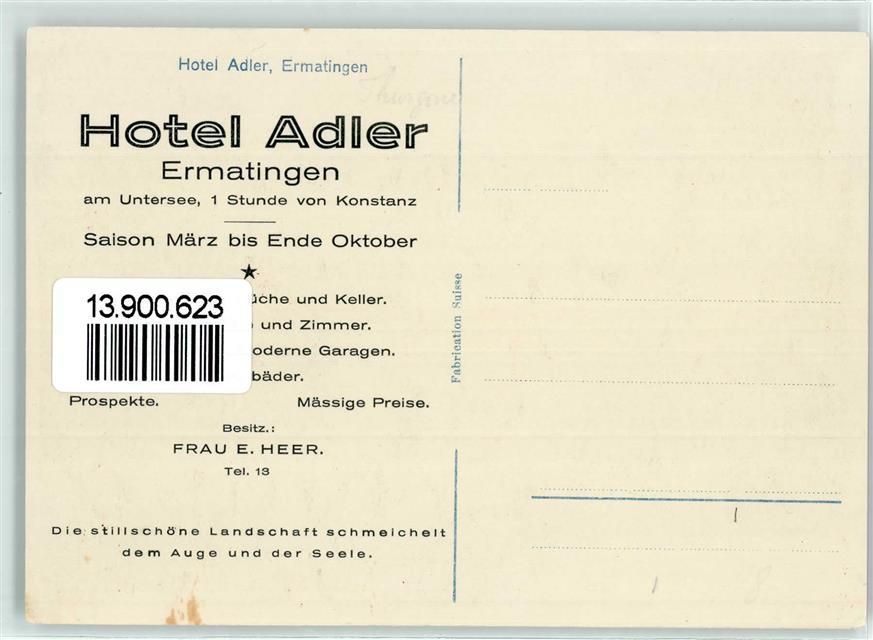 Hotel Adler, Ermatingen
Hotel Adler
Ermatingen
am Untersee, 1 Stunde von Konstanz
Saison März bis Ende Oktober
13.900.623
üche und Keller.
und Zimmer.
oderne Garagen.
bäder.
Prospekte. Mässige Preise.
Besitz.:
FRAU E. HEER.
Tel. 13
Die stillschöne Landschaft schmeichelt
dem Auge und der Seele.
Fabrication Suisse